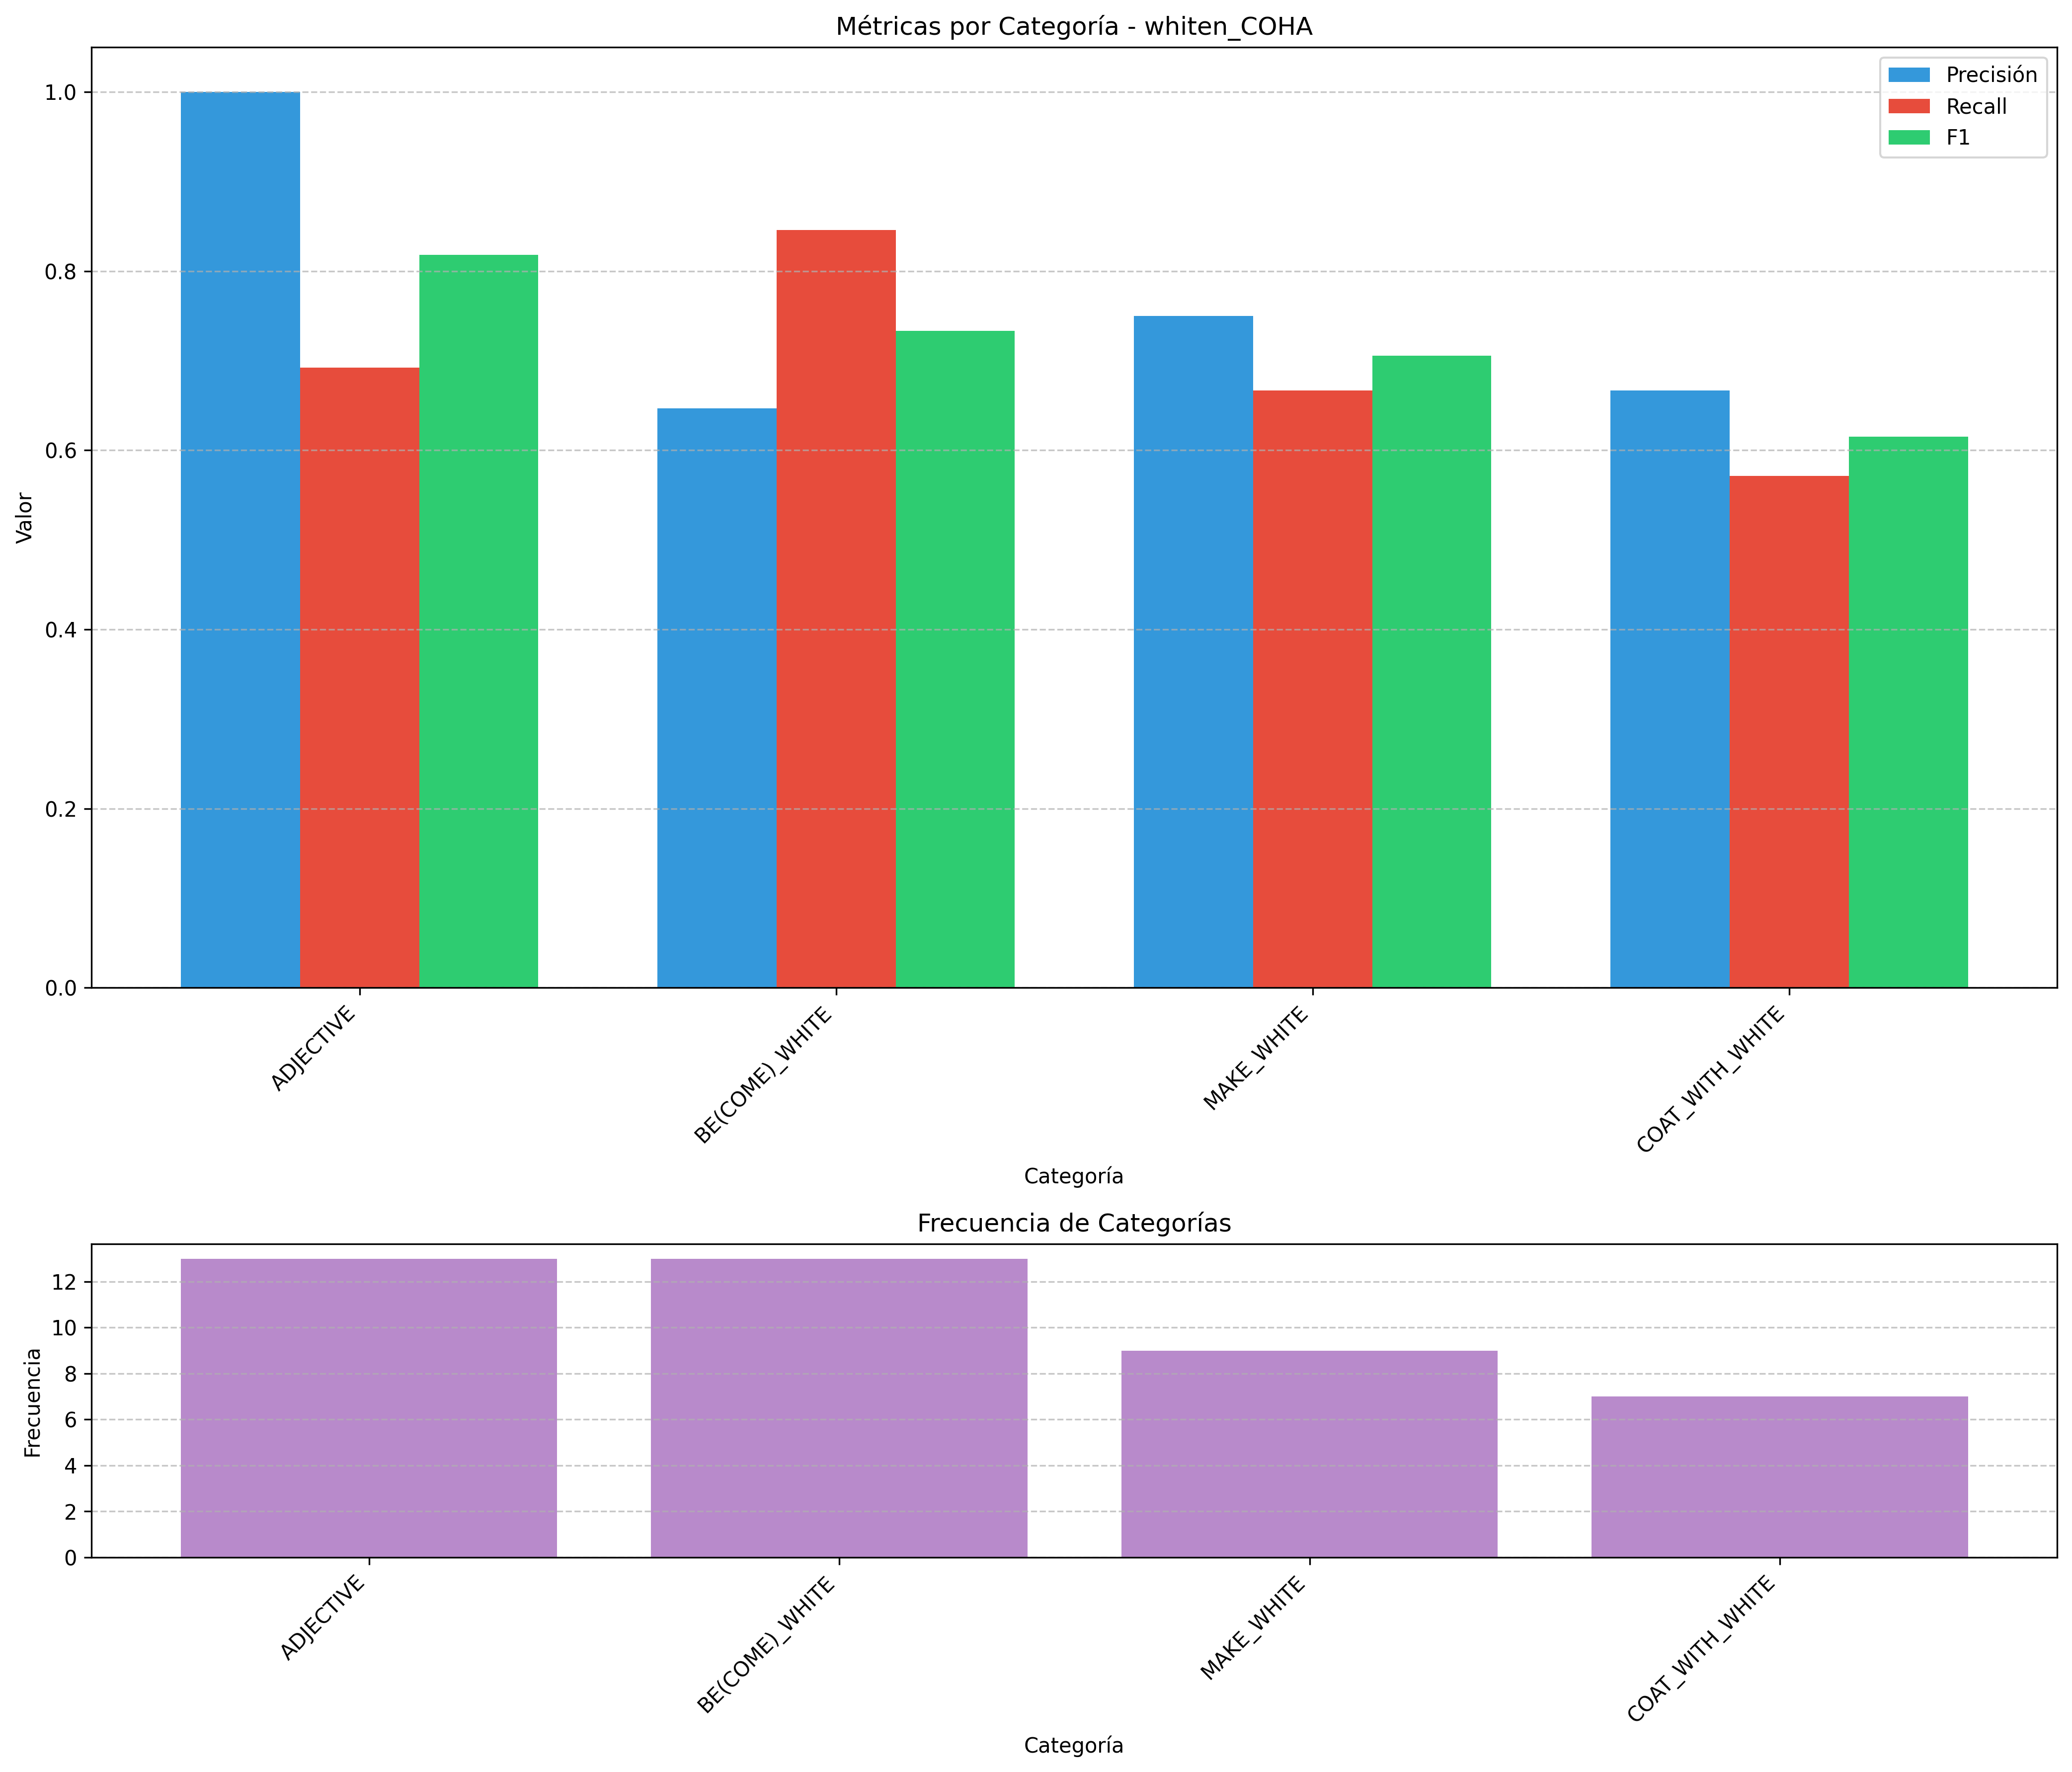 Métricas por Categoría - whiten_COHA
Precisión
Recall
F1
Valor
1.0
0.8
0.6
0.4
0.2
0.0
ADJECTIVE
BE(COME)_WHITE
MAKE_WHITE
COAT_WITH_WHITE
Categoría
Frecuencia de Categorías
Frecuencia
12
10
8
6
4
2
0
ADJECTIVE
BE(COME)_WHITE
MAKE_WHITE
COAT_WITH_WHITE
Categoría